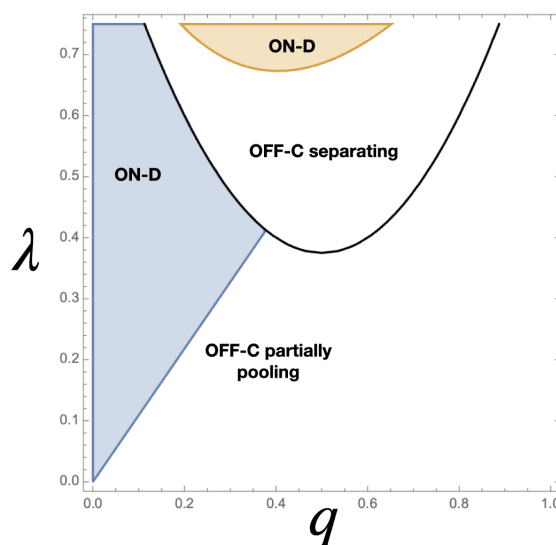 0.7
ON-D
0.6
OFF-C separating
0.5
ON-D
0.4
λ
0.3
OFF-C partially
pooling
0.2
0.1
0.0
0.0 0.2 0.4 0.6 0.8 1.0
q